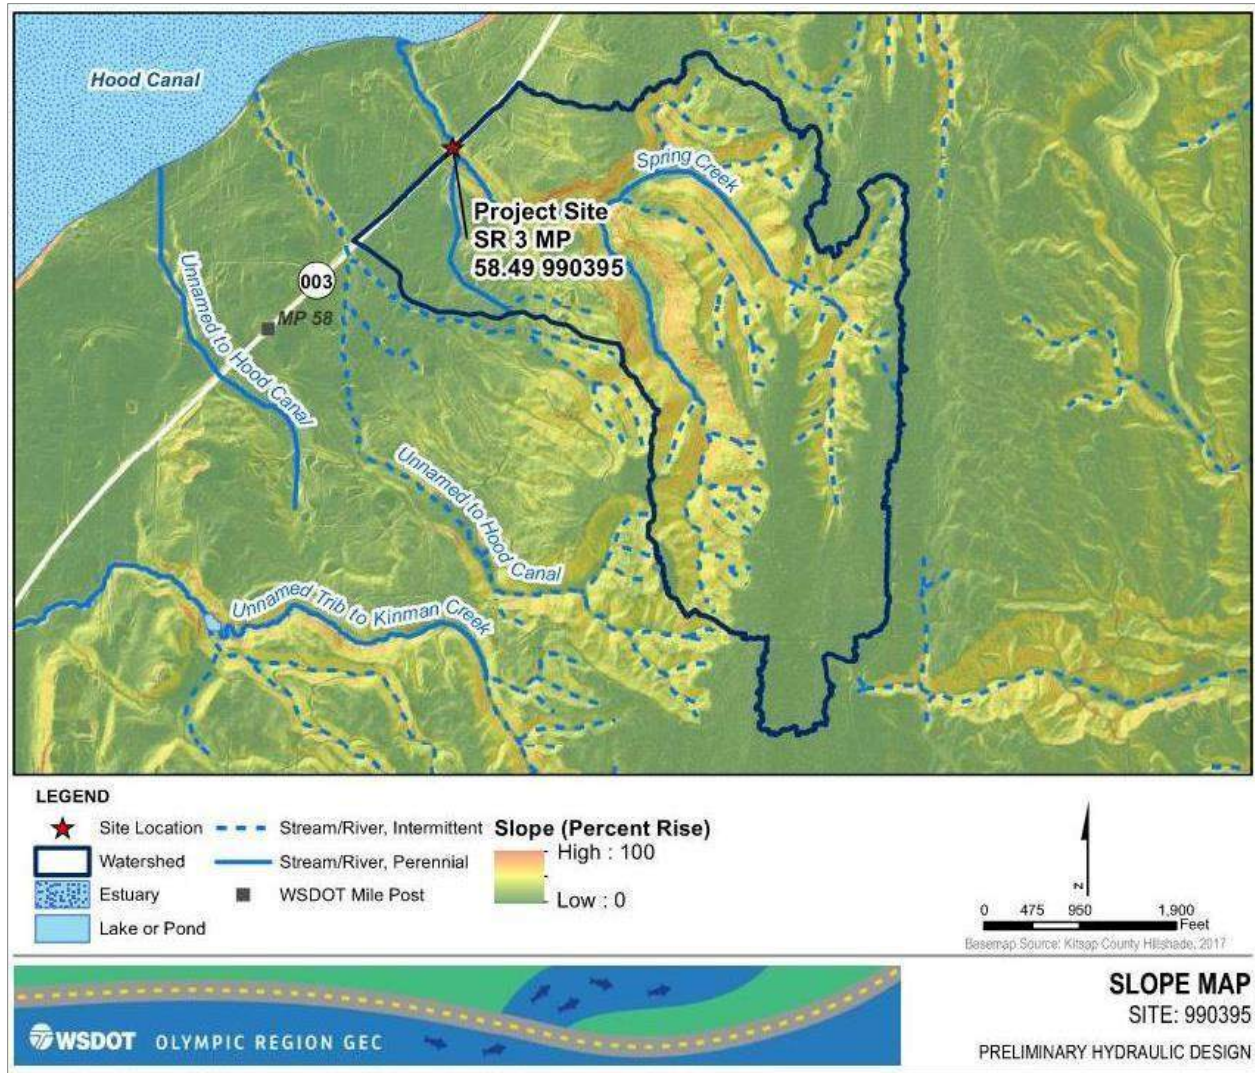 Hood Canal
Spring Creek
Project Site
SR 3 MP
58.49 990395
003
MP 58
Unnamed to Hood Canal
Unnamed to Hood Canal
Unnamed Trib to Kinman Creek
LEGEND
Site Location
Watershed
Estuary
Lake or Pond
Stream/River, Intermittent
Stream/River, Perennial
WSDOT Mile Post
Slope (Percent Rise)
High : 100
Low : 0
N
0 475 950 1,900
Feet
Basemap Source: Kitsap County Hillshade, 2017
WSDOT OLYMPIC REGION GEC
SLOPE MAP
SITE: 990395
PRELIMINARY HYDRAULIC DESIGN